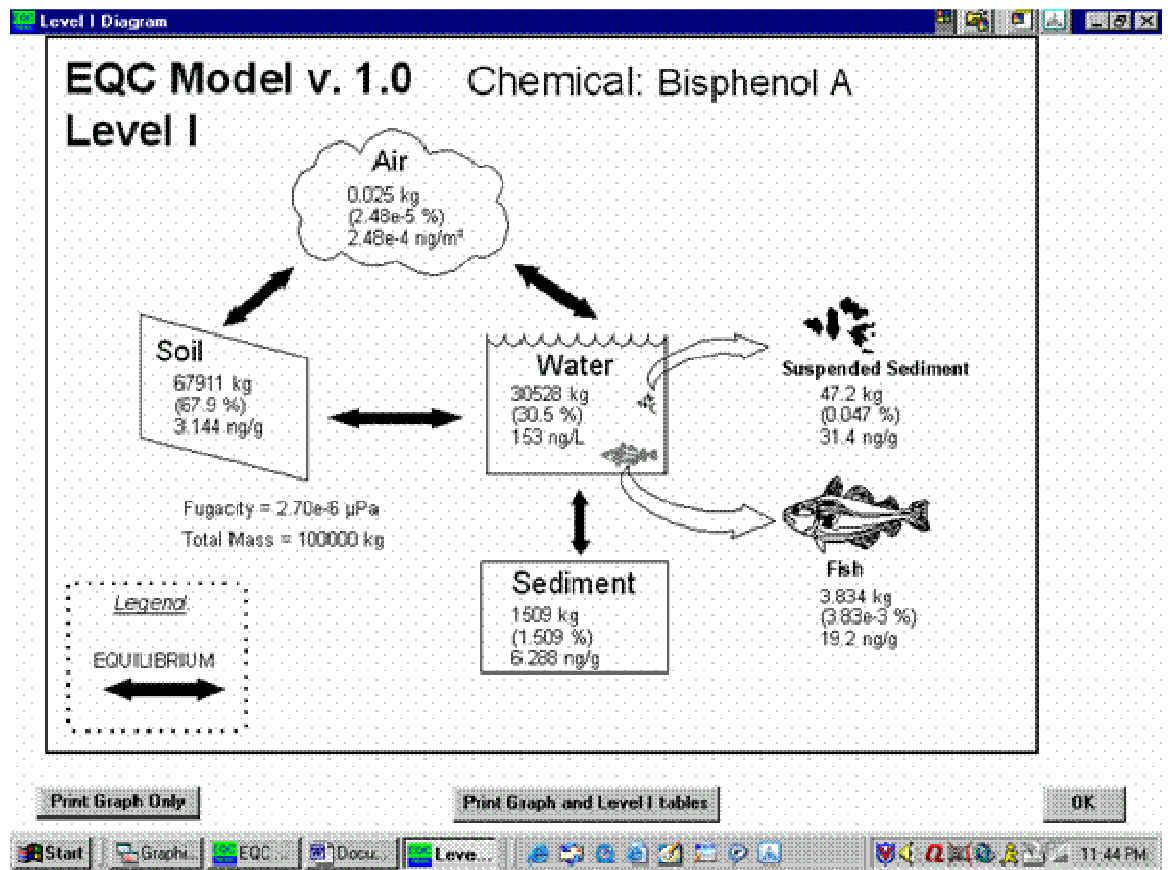 Level I Diagram
EQC Model v. 1.0 Chemical: Bisphenol A
Level I
Air
0.025 kg
(2.48e-5 %)
2.48e-4 ng/m³
Soil
67911 kg
(67.9 %)
3.144 ng/g
Water
30528 kg
(30.5 %)
153 ng/L
Suspended Sediment
47.2 kg
(0.047 %)
31.4 ng/g
Fugacity = 2.70e-6 µPa
Total Mass = 100000 kg
Sediment
1509 kg
(1.509 %)
6.288 ng/g
Fish
3.834 kg
(3.83e-3 %)
19.2 ng/g
Legend
EQUILIBRIUM
Print Graph Only
Print Graph and Level I tables
OK
Start
Graphi...
EQC ...
Docu...
Leve...
11:44 PM